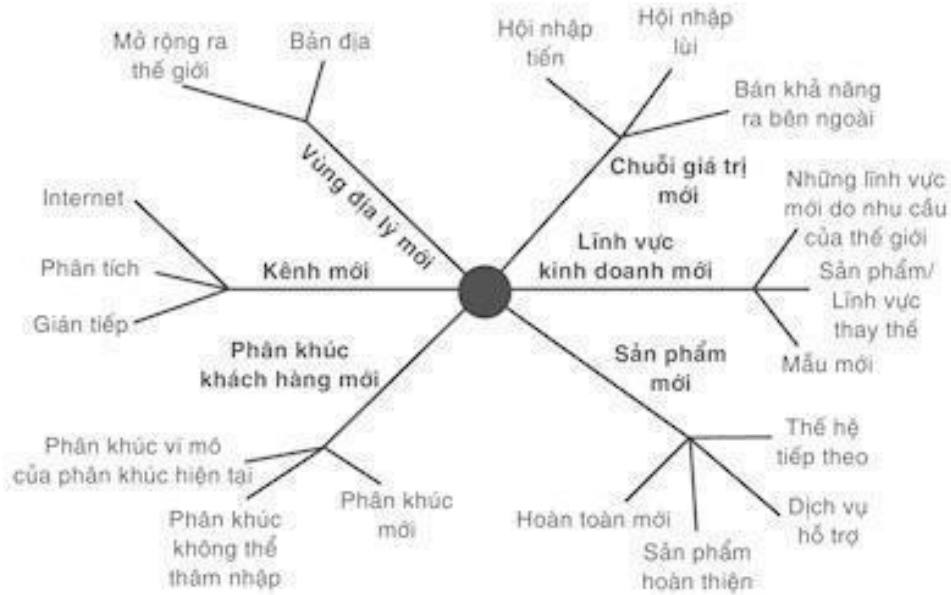 Mở rộng ra
thế giới
Bản địa
Vùng địa lý mới
Hội nhập
tiến
Hội nhập
lùi
Bán khả năng
ra bên ngoài
Chuỗi giá trị
mới
Internet
Phân tích
Gián tiếp
Kênh mới
Lĩnh vực
kinh doanh mới
Những lĩnh vực
mới do nhu cầu
của thế giới
Sản phẩm/
Lĩnh vực
thay thế
Mẫu mới
Phân khúc
khách hàng mới
Phân khúc vi mô
của phân khúc hiện tại
Phân khúc
không thể
thâm nhập
Phân khúc
mới
Sản phẩm
mới
Thế hệ
tiếp theo
Dịch vụ
hỗ trợ
Hoàn toàn mới
Sản phẩm
hoàn thiện